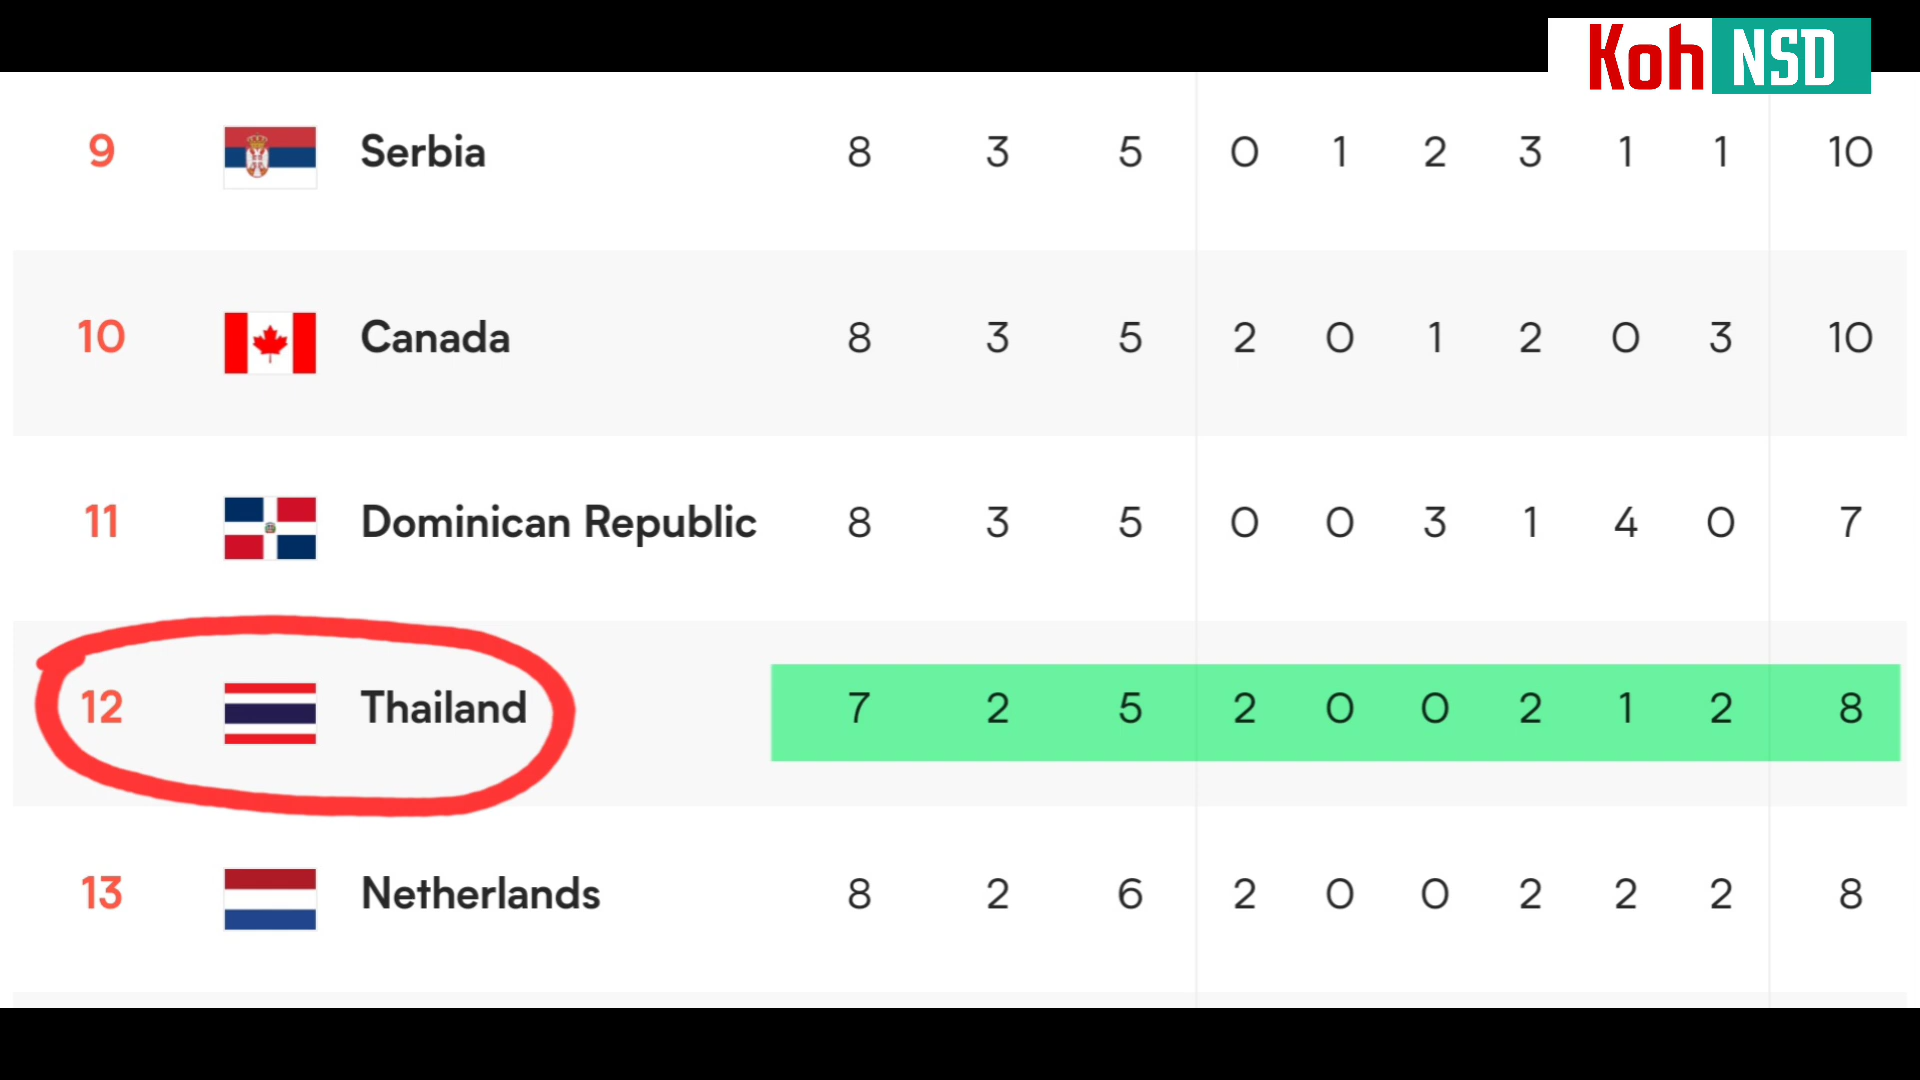 Koh NSD
9 Serbia 8 3 5 0 1 2 3 1 1 10
10 Canada 8 3 5 2 0 1 2 0 3 10
11 Dominican Republic 8 3 5 0 0 3 1 4 0 7
12 Thailand 7 2 5 2 0 0 2 1 2 8
13 Netherlands 8 2 6 2 0 0 2 2 2 8